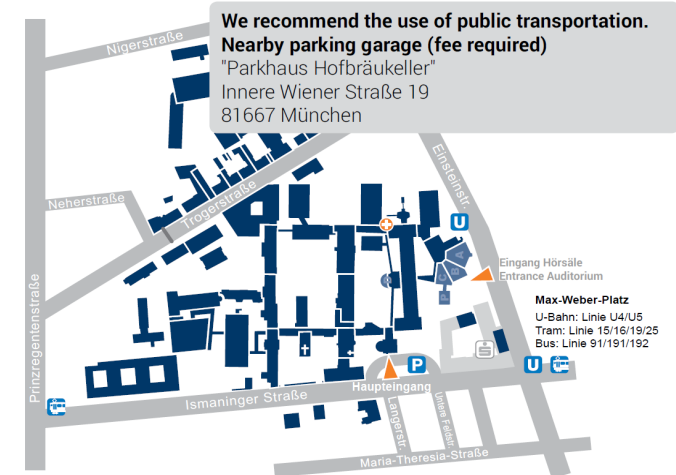 We recommend the use of public transportation.
Nearby parking garage (fee required)
"Parkhaus Hofbräukeller"
Innere Wiener Straße 19
81667 München
Nigerstraße
Einsteinstr.
Neherstraße
Trogerstraße
U
A
B
C
P
Eingang Hörsäle
Entrance Auditorium
Prinzregentenstraße
Max-Weber-Platz
U-Bahn: Linie U4/U5
Tram: Linie 15/16/19/25
Bus: Linie 91/191/192
P
U
Haupteingang
Ismaninger Straße
Langerstr.
Untere Feldstr.
Maria-Theresia-Straße